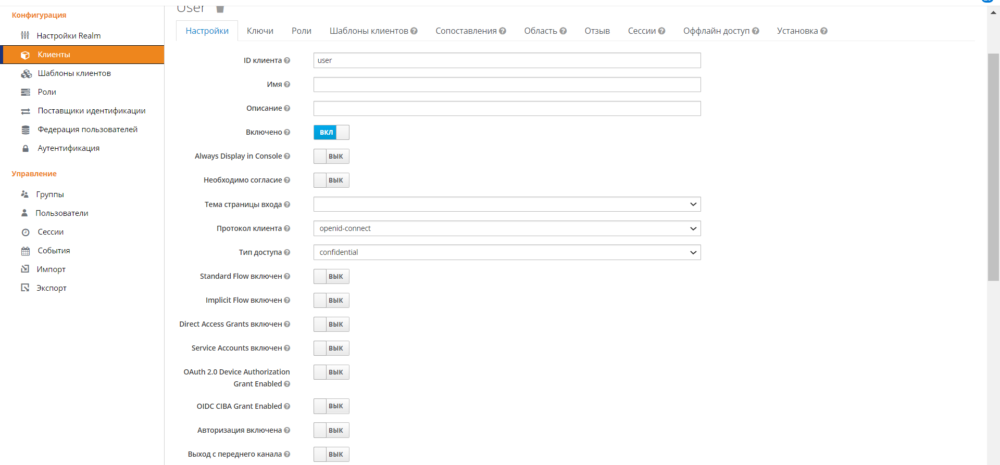 User
Конфигурация
Настройки Realm
Клиенты
Шаблоны клиентов
Роли
Поставщики идентификации
Федерация пользователей
Аутентификация
Управление
Группы
Пользователи
Сессии
События
Импорт
Экспорт
Настройки Ключи Роли Шаблоны клиентов Сопоставления Область Отзыв Сессии Оффлайн доступ Установка
ID клиента user
Имя
Описание
Включено ВКЛ
Always Display in Console ВЫК
Необходимо согласие ВЫК
Тема страницы входа
Протокол клиента openid-connect
Тип доступа confidential
Standard Flow включен ВЫК
Implicit Flow включен ВЫК
Direct Access Grants включен ВЫК
Service Accounts включен ВЫК
OAuth 2.0 Device Authorization ВЫК
Grant Enabled
OIDC CIBA Grant Enabled ВЫК
Авторизация включена ВЫК
Выход с переднего канала ВЫК